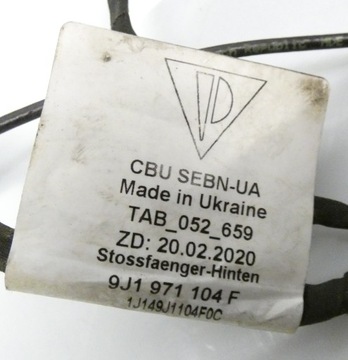 CBU SEBN-UA
Made in Ukraine
TAB_052_659
ZD: 20.02.2020
Stossfaenger-Hinten
9J1 971 104 F
1J149J1104F0C